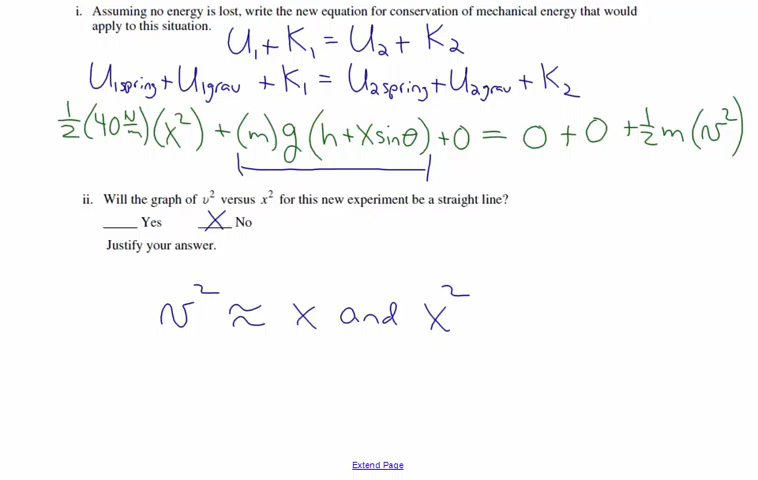 i. Assuming no energy is lost, write the new equation for conservation of mechanical energy that would
apply to this situation.
U₁ + K₁ = U₂ + K₂
U₁spring + U₁grav + K₁ = U₂spring + U₂grav + K₂
½(40 N/m)(x²) + (m)g(h + x sinθ) + 0 = 0 + 0 + ½m(v²)
ii. Will the graph of v² versus x² for this new experiment be a straight line?
____ Yes __X__ No
Justify your answer.
v² ≈ x and x²
Extend Page